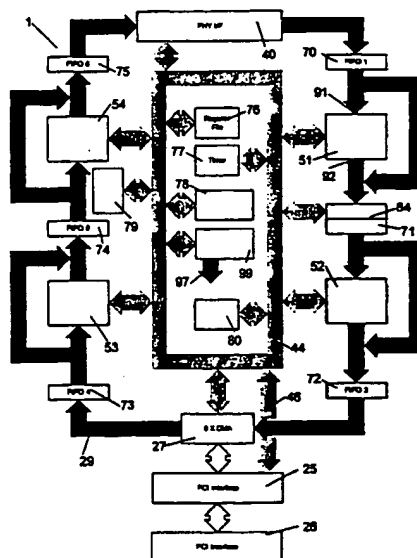 1
PHY I/F
40
FIFO 6
75
70
FIFO 1
91
54
51
92
76
Register
File
77
Timer
78
79
84
71
74
FIFO 5
99
97
80
52
53
44
46
73
FIFO 4
72
FIFO 3
29
27
8 X DMA
25
PCI Interface
26
PCI Interface